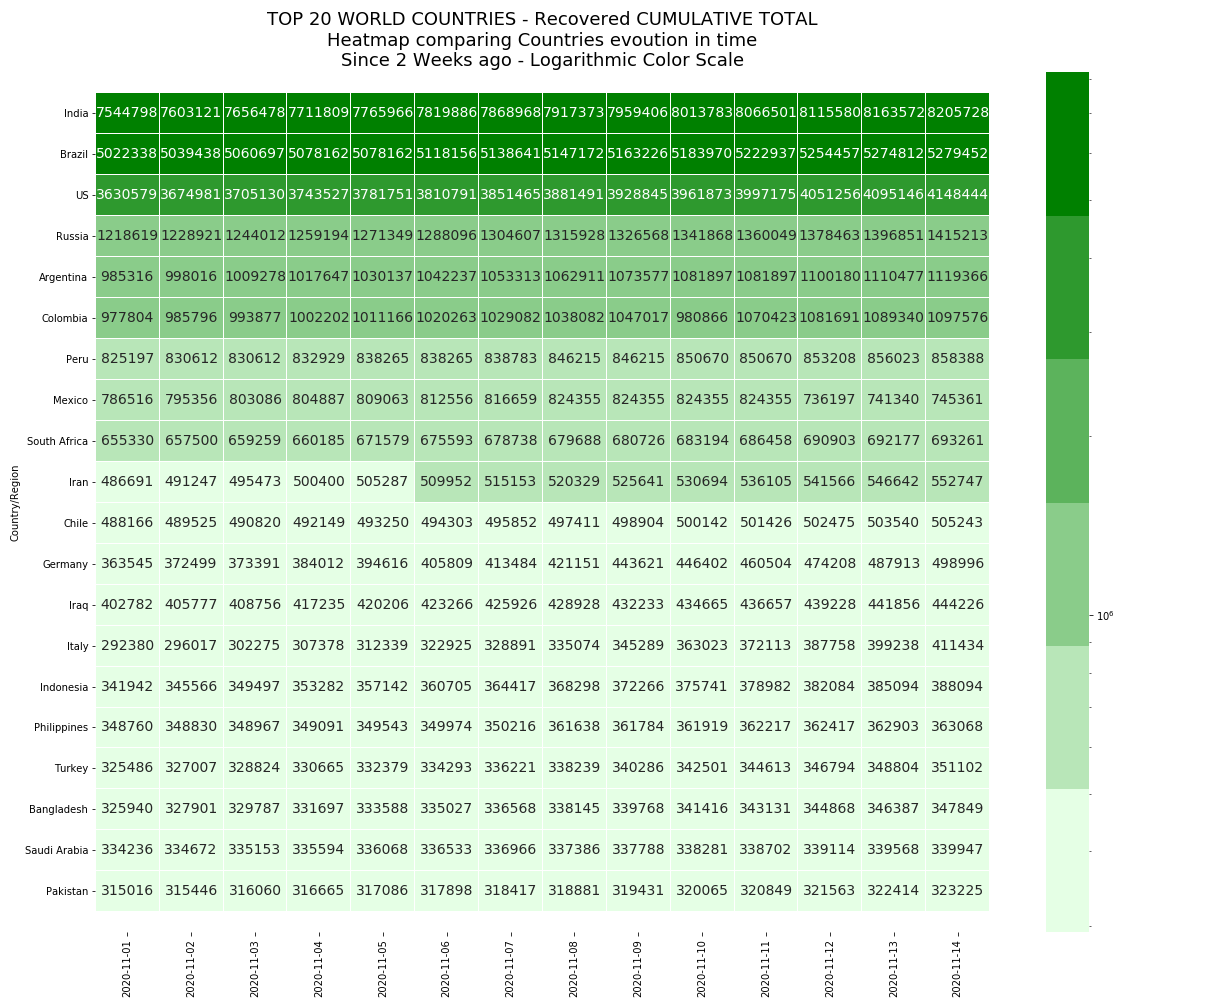 TOP 20 WORLD COUNTRIES - Recovered CUMULATIVE TOTAL
Heatmap comparing Countries evoution in time
Since 2 Weeks ago - Logarithmic Color Scale
India 7544798 7603121 7656478 7711809 7765966 7819886 7868968 7917373 7959406 8013783 8066501 8115580 8163572 8205728
Brazil 5022338 5039438 5060697 5078162 5078162 5118156 5138641 5147172 5163226 5183970 5222937 5254457 5274812 5279452
US 3630579 3674981 3705130 3743527 3781751 3810791 3851465 3881491 3928845 3961873 3997175 4051256 4095146 4148444
Russia 1218619 1228921 1244012 1259194 1271349 1288096 1304607 1315928 1326568 1341868 1360049 1378463 1396851 1415213
Argentina 985316 998016 1009278 1017647 1030137 1042237 1053313 1062911 1073577 1081897 1081897 1100180 1110477 1119366
Colombia 977804 985796 993877 1002202 1011166 1020263 1029082 1038082 1047017 980866 1070423 1081691 1089340 1097576
Peru 825197 830612 830612 832929 838265 838265 838783 846215 846215 850670 850670 853208 856023 858388
Mexico 786516 795356 803086 804887 809063 812556 816659 824355 824355 824355 824355 736197 741340 745361
South Africa 655330 657500 659259 660185 671579 675593 678738 679688 680726 683194 686458 690903 692177 693261
Iran 486691 491247 495473 500400 505287 509952 515153 520329 525641 530694 536105 541566 546642 552747
Chile 488166 489525 490820 492149 493250 494303 495852 497411 498904 500142 501426 502475 503540 505243
Germany 363545 372499 373391 384012 394616 405809 413484 421151 443621 446402 460504 474208 487913 498996
Iraq 402782 405777 408756 417235 420206 423266 425926 428928 432233 434665 436657 439228 441856 444226
Italy 292380 296017 302275 307378 312339 322925 328891 335074 345289 363023 372113 387758 399238 411434
Indonesia 341942 345566 349497 353282 357142 360705 364417 368298 372266 375741 378982 382084 385094 388094
Philippines 348760 348830 348967 349091 349543 349974 350216 361638 361784 361919 362217 362417 362903 363068
Turkey 325486 327007 328824 330665 332379 334293 336221 338239 340286 342501 344613 346794 348804 351102
Bangladesh 325940 327901 329787 331697 333588 335027 336568 338145 339768 341416 343131 344868 346387 347849
Saudi Arabia 334236 334672 335153 335594 336068 336533 336966 337386 337788 338281 338702 339114 339568 339947
Pakistan 315016 315446 316060 316665 317086 317898 318417 318881 319431 320065 320849 321563 322414 323225
2020-11-01 2020-11-02 2020-11-03 2020-11-04 2020-11-05 2020-11-06 2020-11-07 2020-11-08 2020-11-09 2020-11-10 2020-11-11 2020-11-12 2020-11-13 2020-11-14
Country/Region
10⁶